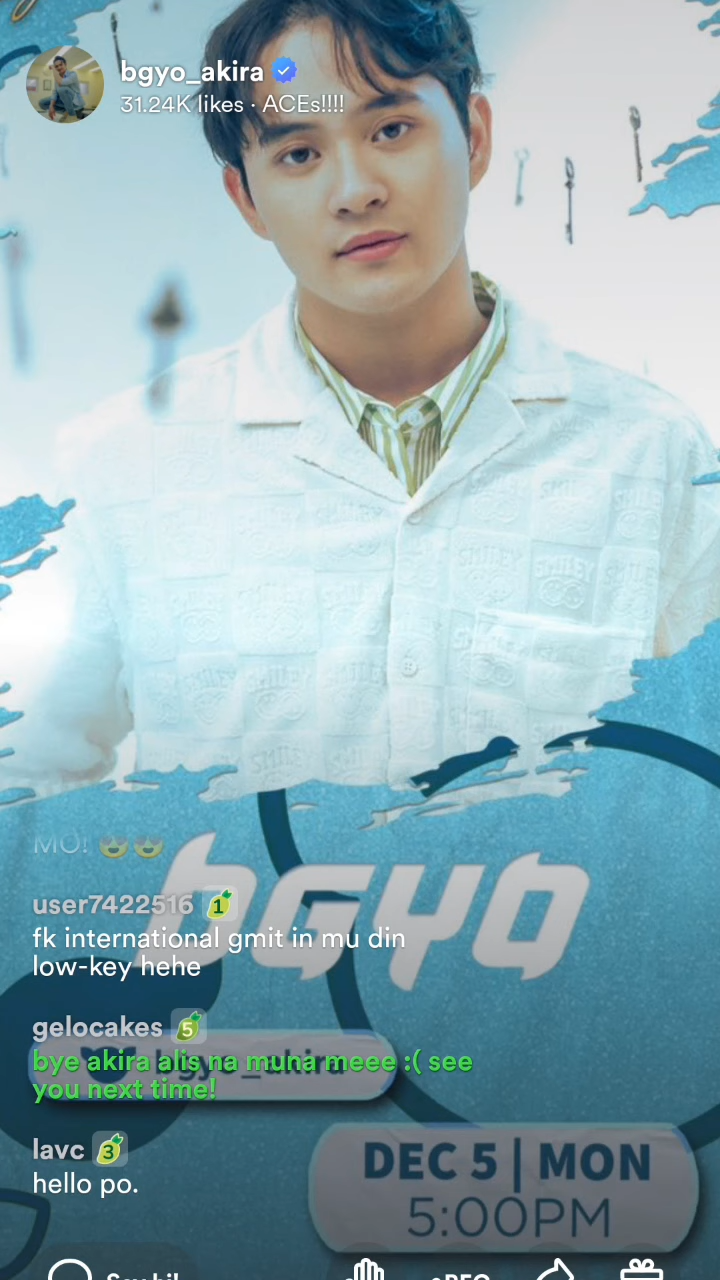 bgyo_akira
31.24K likes · ACEs!!!!
MO! 😍😍
BGYO
user7422516 1
fk international gmit in mu din
low-key hehe
gelocakes 5
bye akira alis na muna meee :( see
you next time!
bgyo_akira
lavc 3
hello po.
DEC 5 | MON
5:00PM